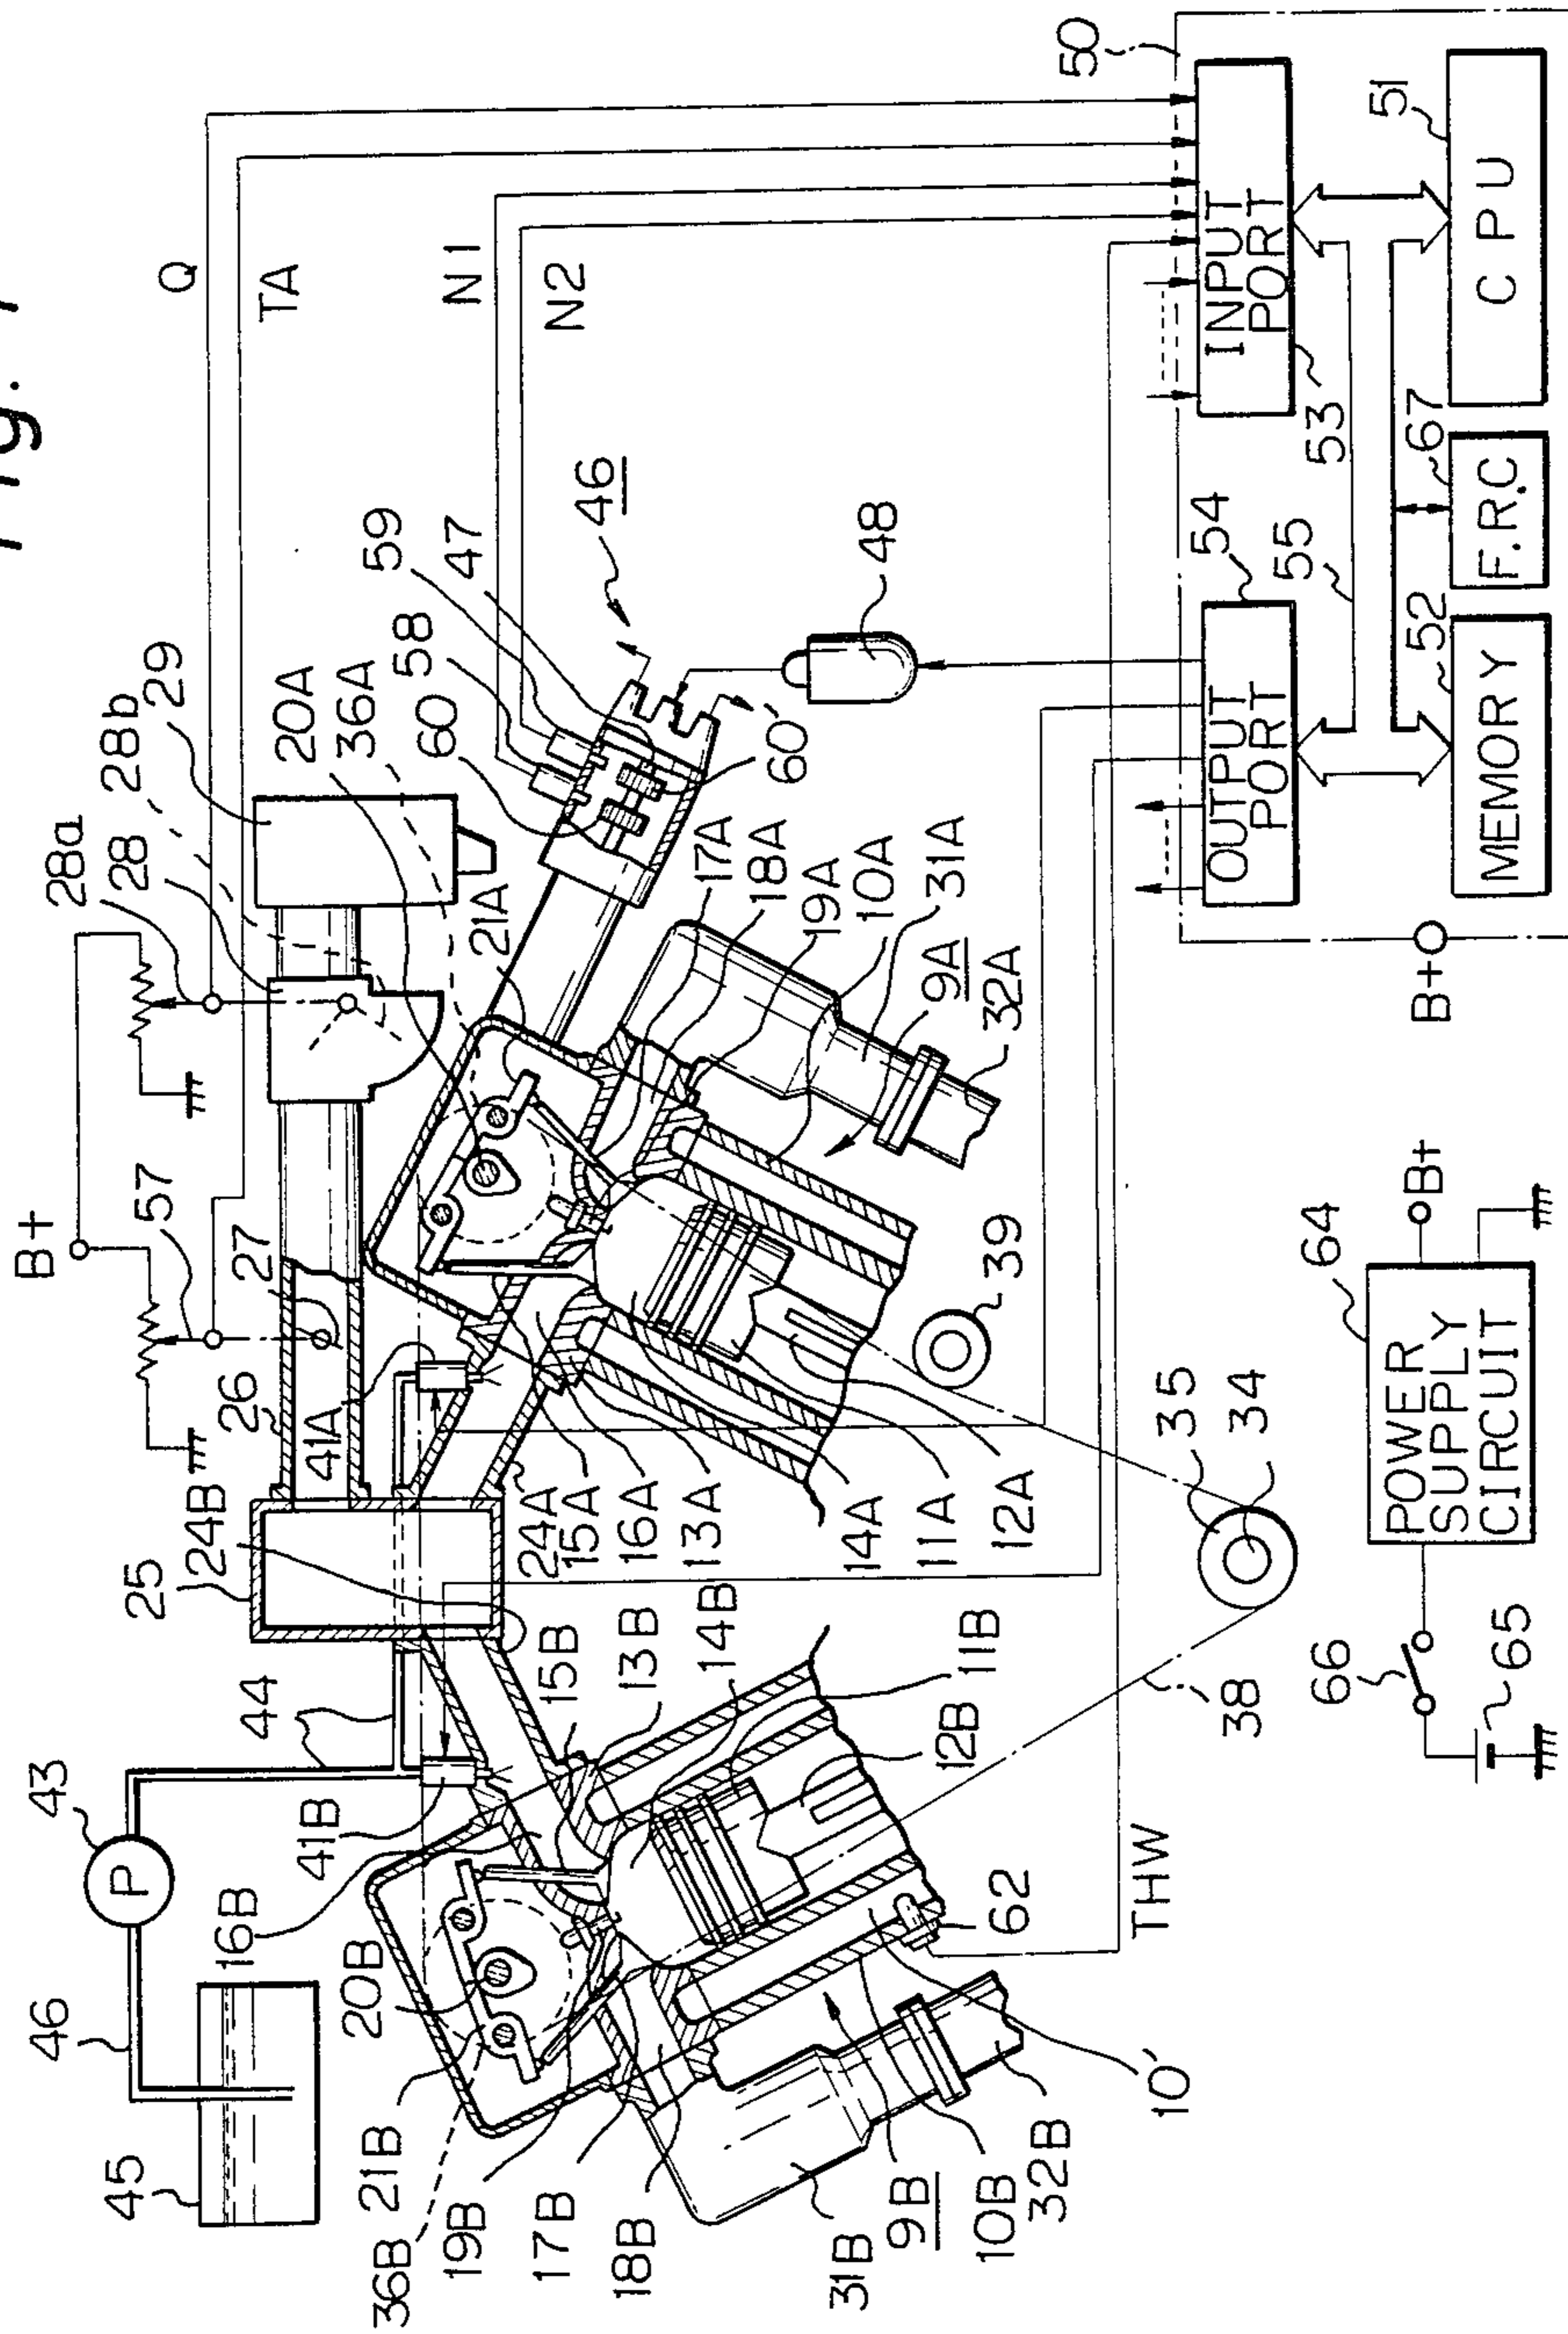 Fig. 1
B+
28a
43
46
45
57
28
28b
29
Q
25
24B
26
27
44
TA
41A
41B
16B
20A
36A
59
58
47
N1
N2
60
46
20B
21B
36B
19B
17B
18B
21A
24A
15A
16A
13A
15B
13B
14B
11B
12B
17A
18A
19A
10A
31A
9A
32A
60'
48
14A
11A
12A
39
31B
9B
10B
32B
62
10'
THW
50
INPUT
PORT
53
54
OUTPUT
PORT
55
35
34
38
51
CPU
67
F.R.C.
52
MEMORY
B+
66
65
64
POWER
SUPPLY
CIRCUIT
B+